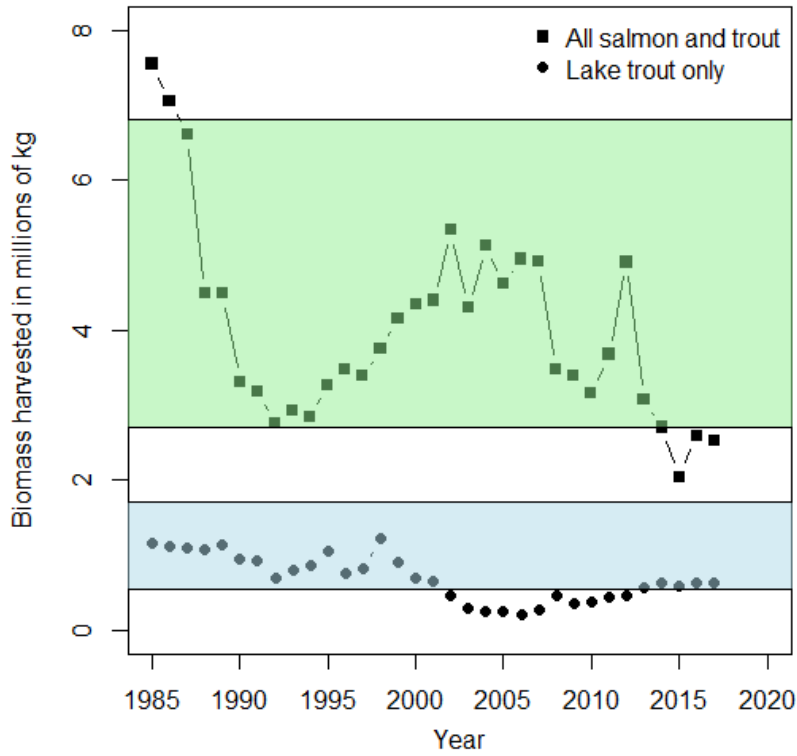 8
All salmon and trout
Lake trout only
6
4
2
0
Biomass harvested in millions of kg
1985 1990 1995 2000 2005 2010 2015 2020
Year